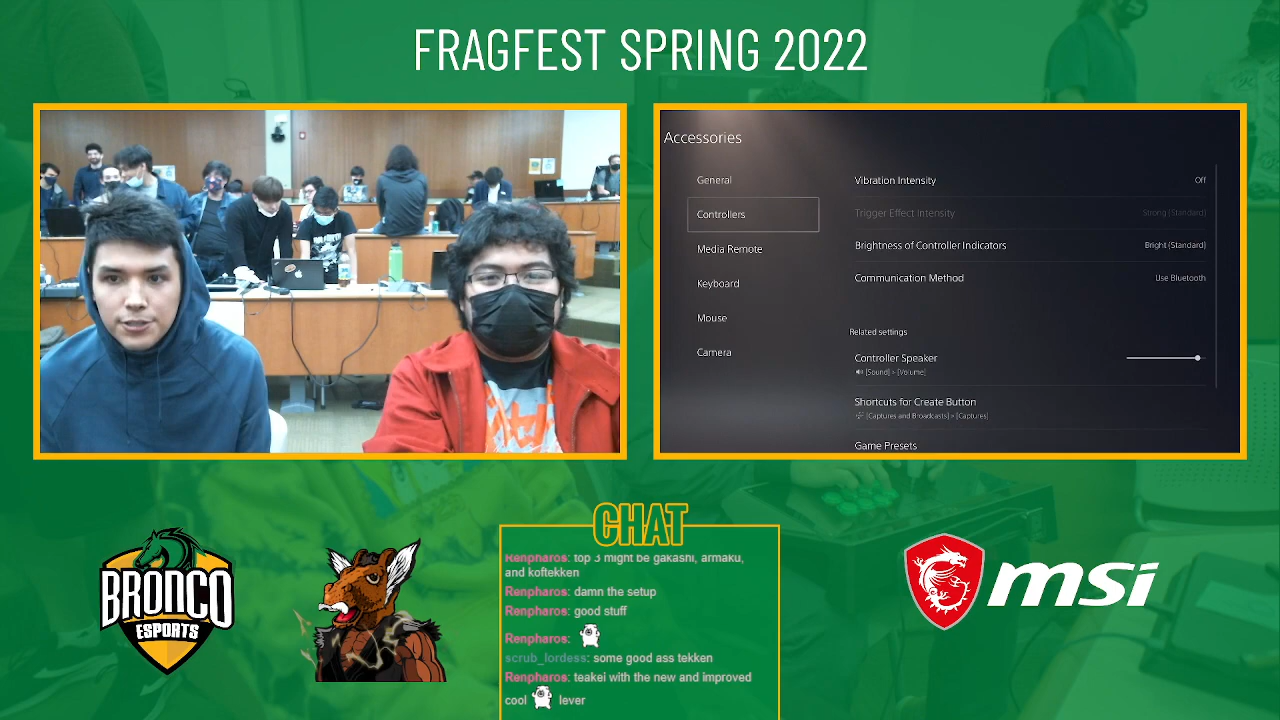 FRAGFEST SPRING 2022
Accessories
General
Controllers
Media Remote
Keyboard
Mouse
Camera
Vibration Intensity Off
Trigger Effect Intensity Strong (Standard)
Brightness of Controller Indicators Bright (Standard)
Communication Method Use Bluetooth
Related settings
Controller Speaker
[Sound] > [Volume]
Shortcuts for Create Button
[Captures and Broadcasts] > [Captures]
Game Presets
BRONCO
ESPORTS
CHAT
Renpharos: top 3 might be gakashi, armaku,
and koftekken
Renpharos: damn the setup
Renpharos: good stuff
Renpharos:
scrub_lordess: some good ass tekken
Renpharos: teakei with the new and improved
cool lever
msi